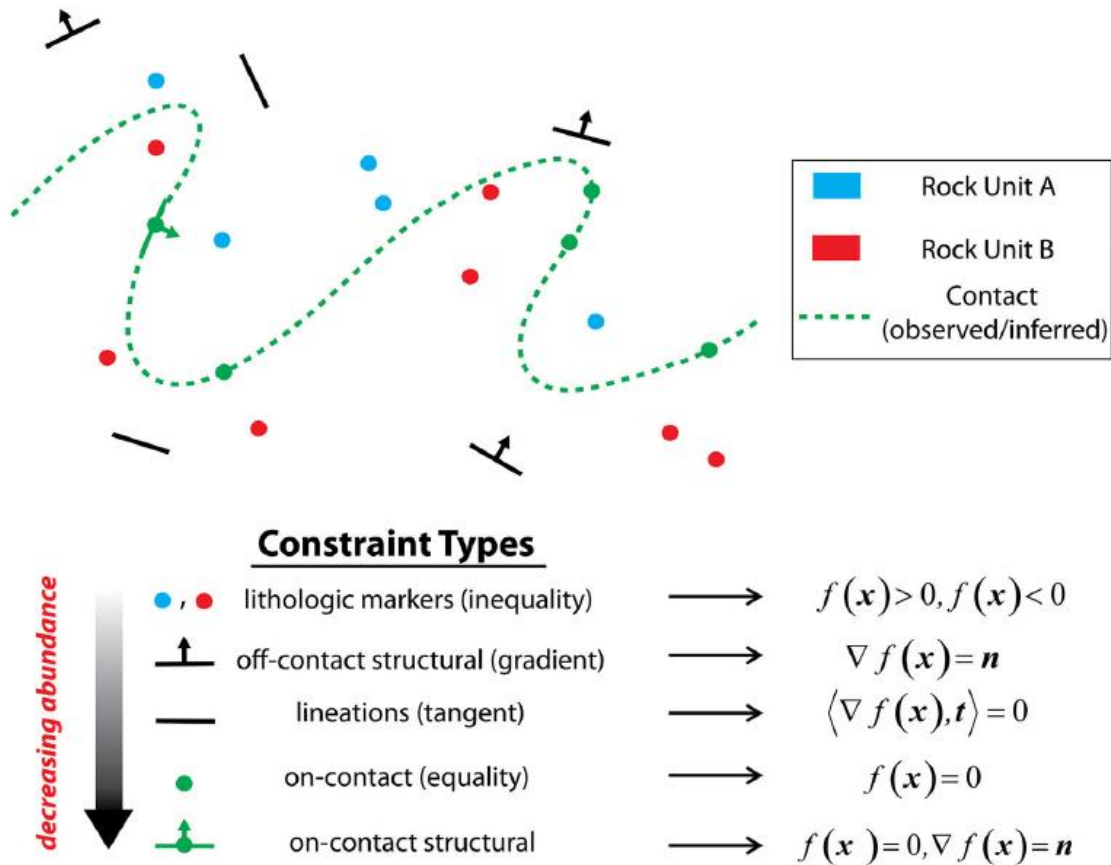 Rock Unit A
Rock Unit B
Contact
(observed/inferred)
Constraint Types
decreasing abundance
, lithologic markers (inequality) f(x)>0, f(x)<0
off-contact structural (gradient) ∇f(x)=n
lineations (tangent) ⟨∇f(x),t⟩=0
on-contact (equality) f(x)=0
on-contact structural f(x)=0,∇f(x)=n